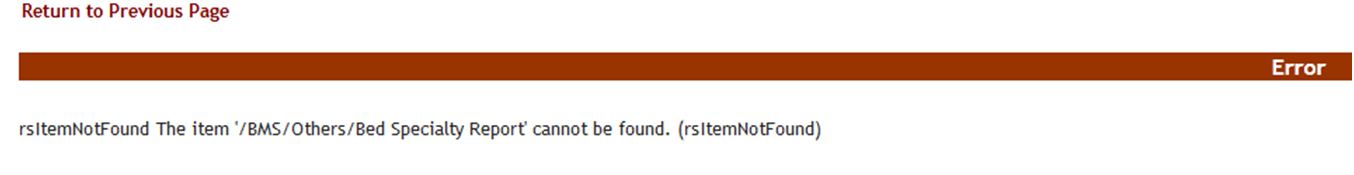 Return to Previous Page
Error
rsItemNotFound The item '/BMS/Others/Bed Specialty Report' cannot be found. (rsItemNotFound)